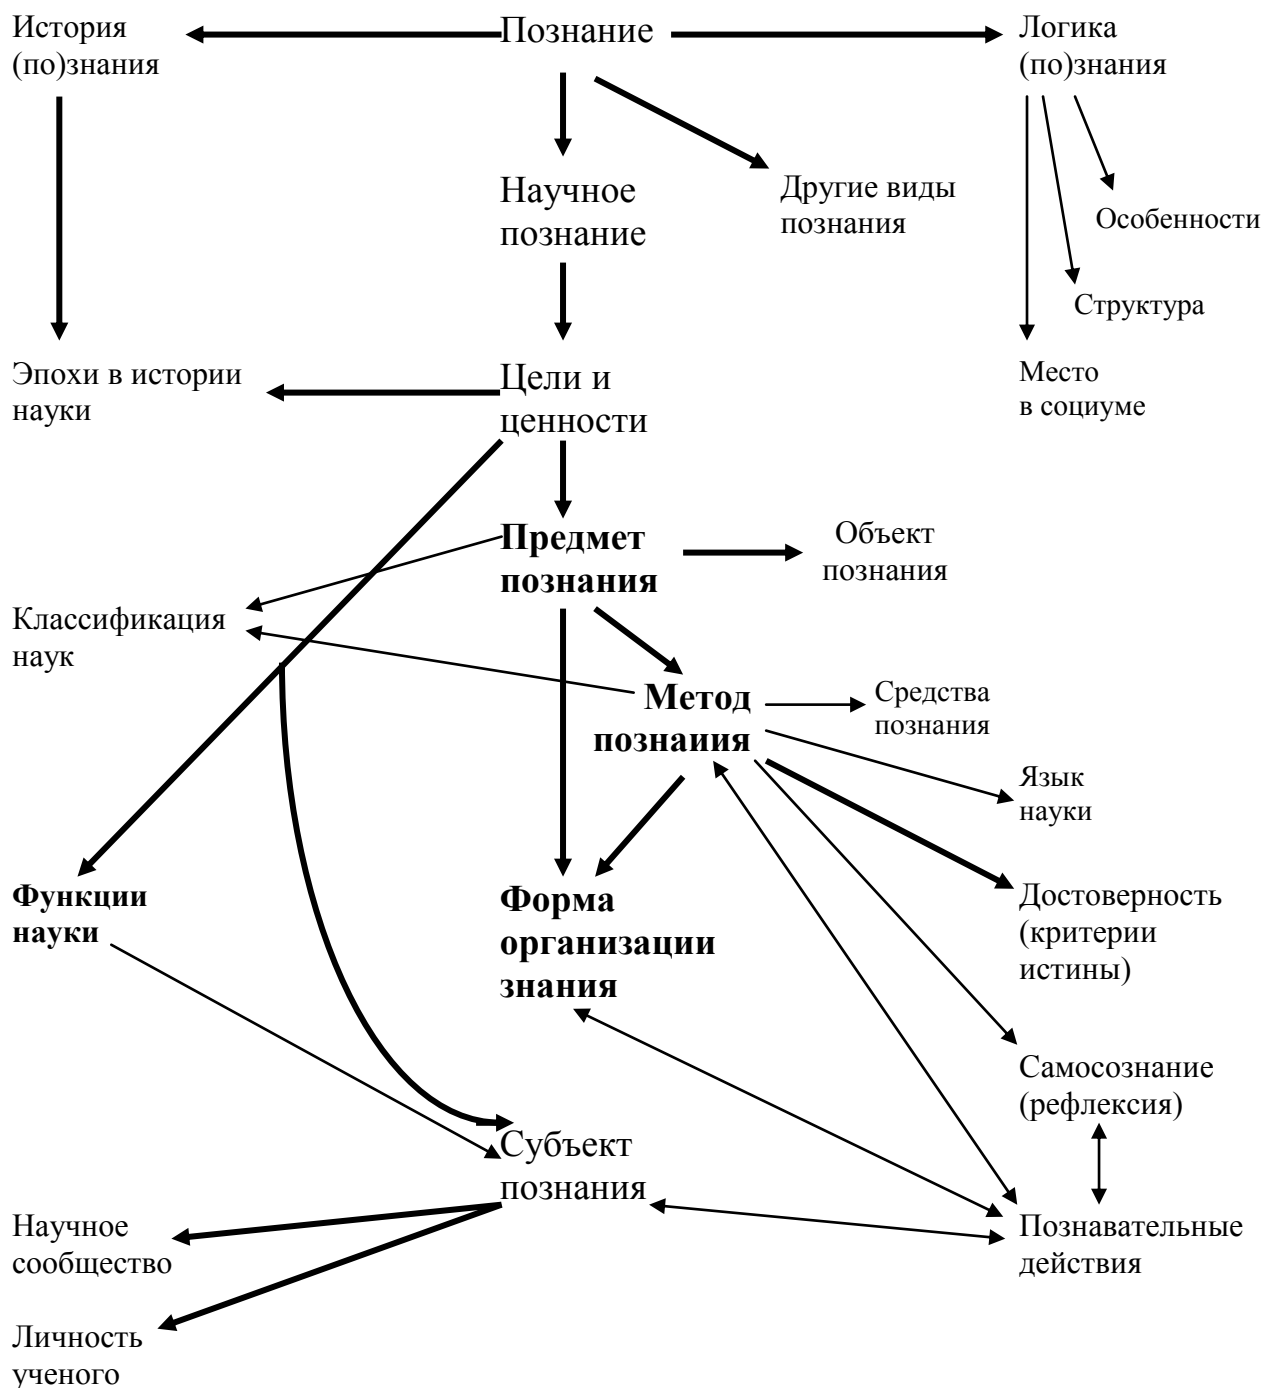 История
(по)знания
Познание
Логика
(по)знания
Научное
познание
Другие виды
познания
Особенности
Структура
Эпохи в истории
науки
Цели и
ценности
Место
в социуме
Предмет
познания
Объект
познания
Классификация
наук
Метод
познаиия
Средства
познания
Язык
науки
Функции
науки
Форма
организации
знания
Достоверность
(критерии
истины)
Самосознание
(рефлексия)
Субъект
познания
Научное
сообщество
Познавательные
действия
Личность
ученого